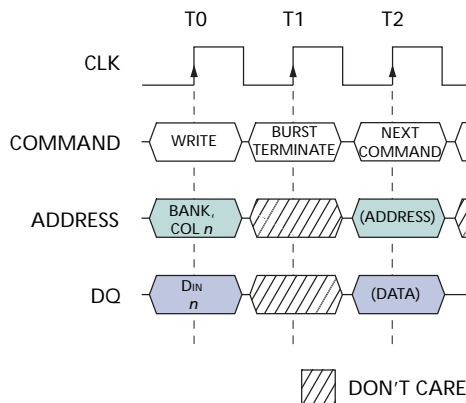 T0 T1 T2
CLK
COMMAND WRITE BURST TERMINATE NEXT COMMAND
ADDRESS BANK, COL n (ADDRESS)
DQ DIN n (DATA)
DON'T CARE